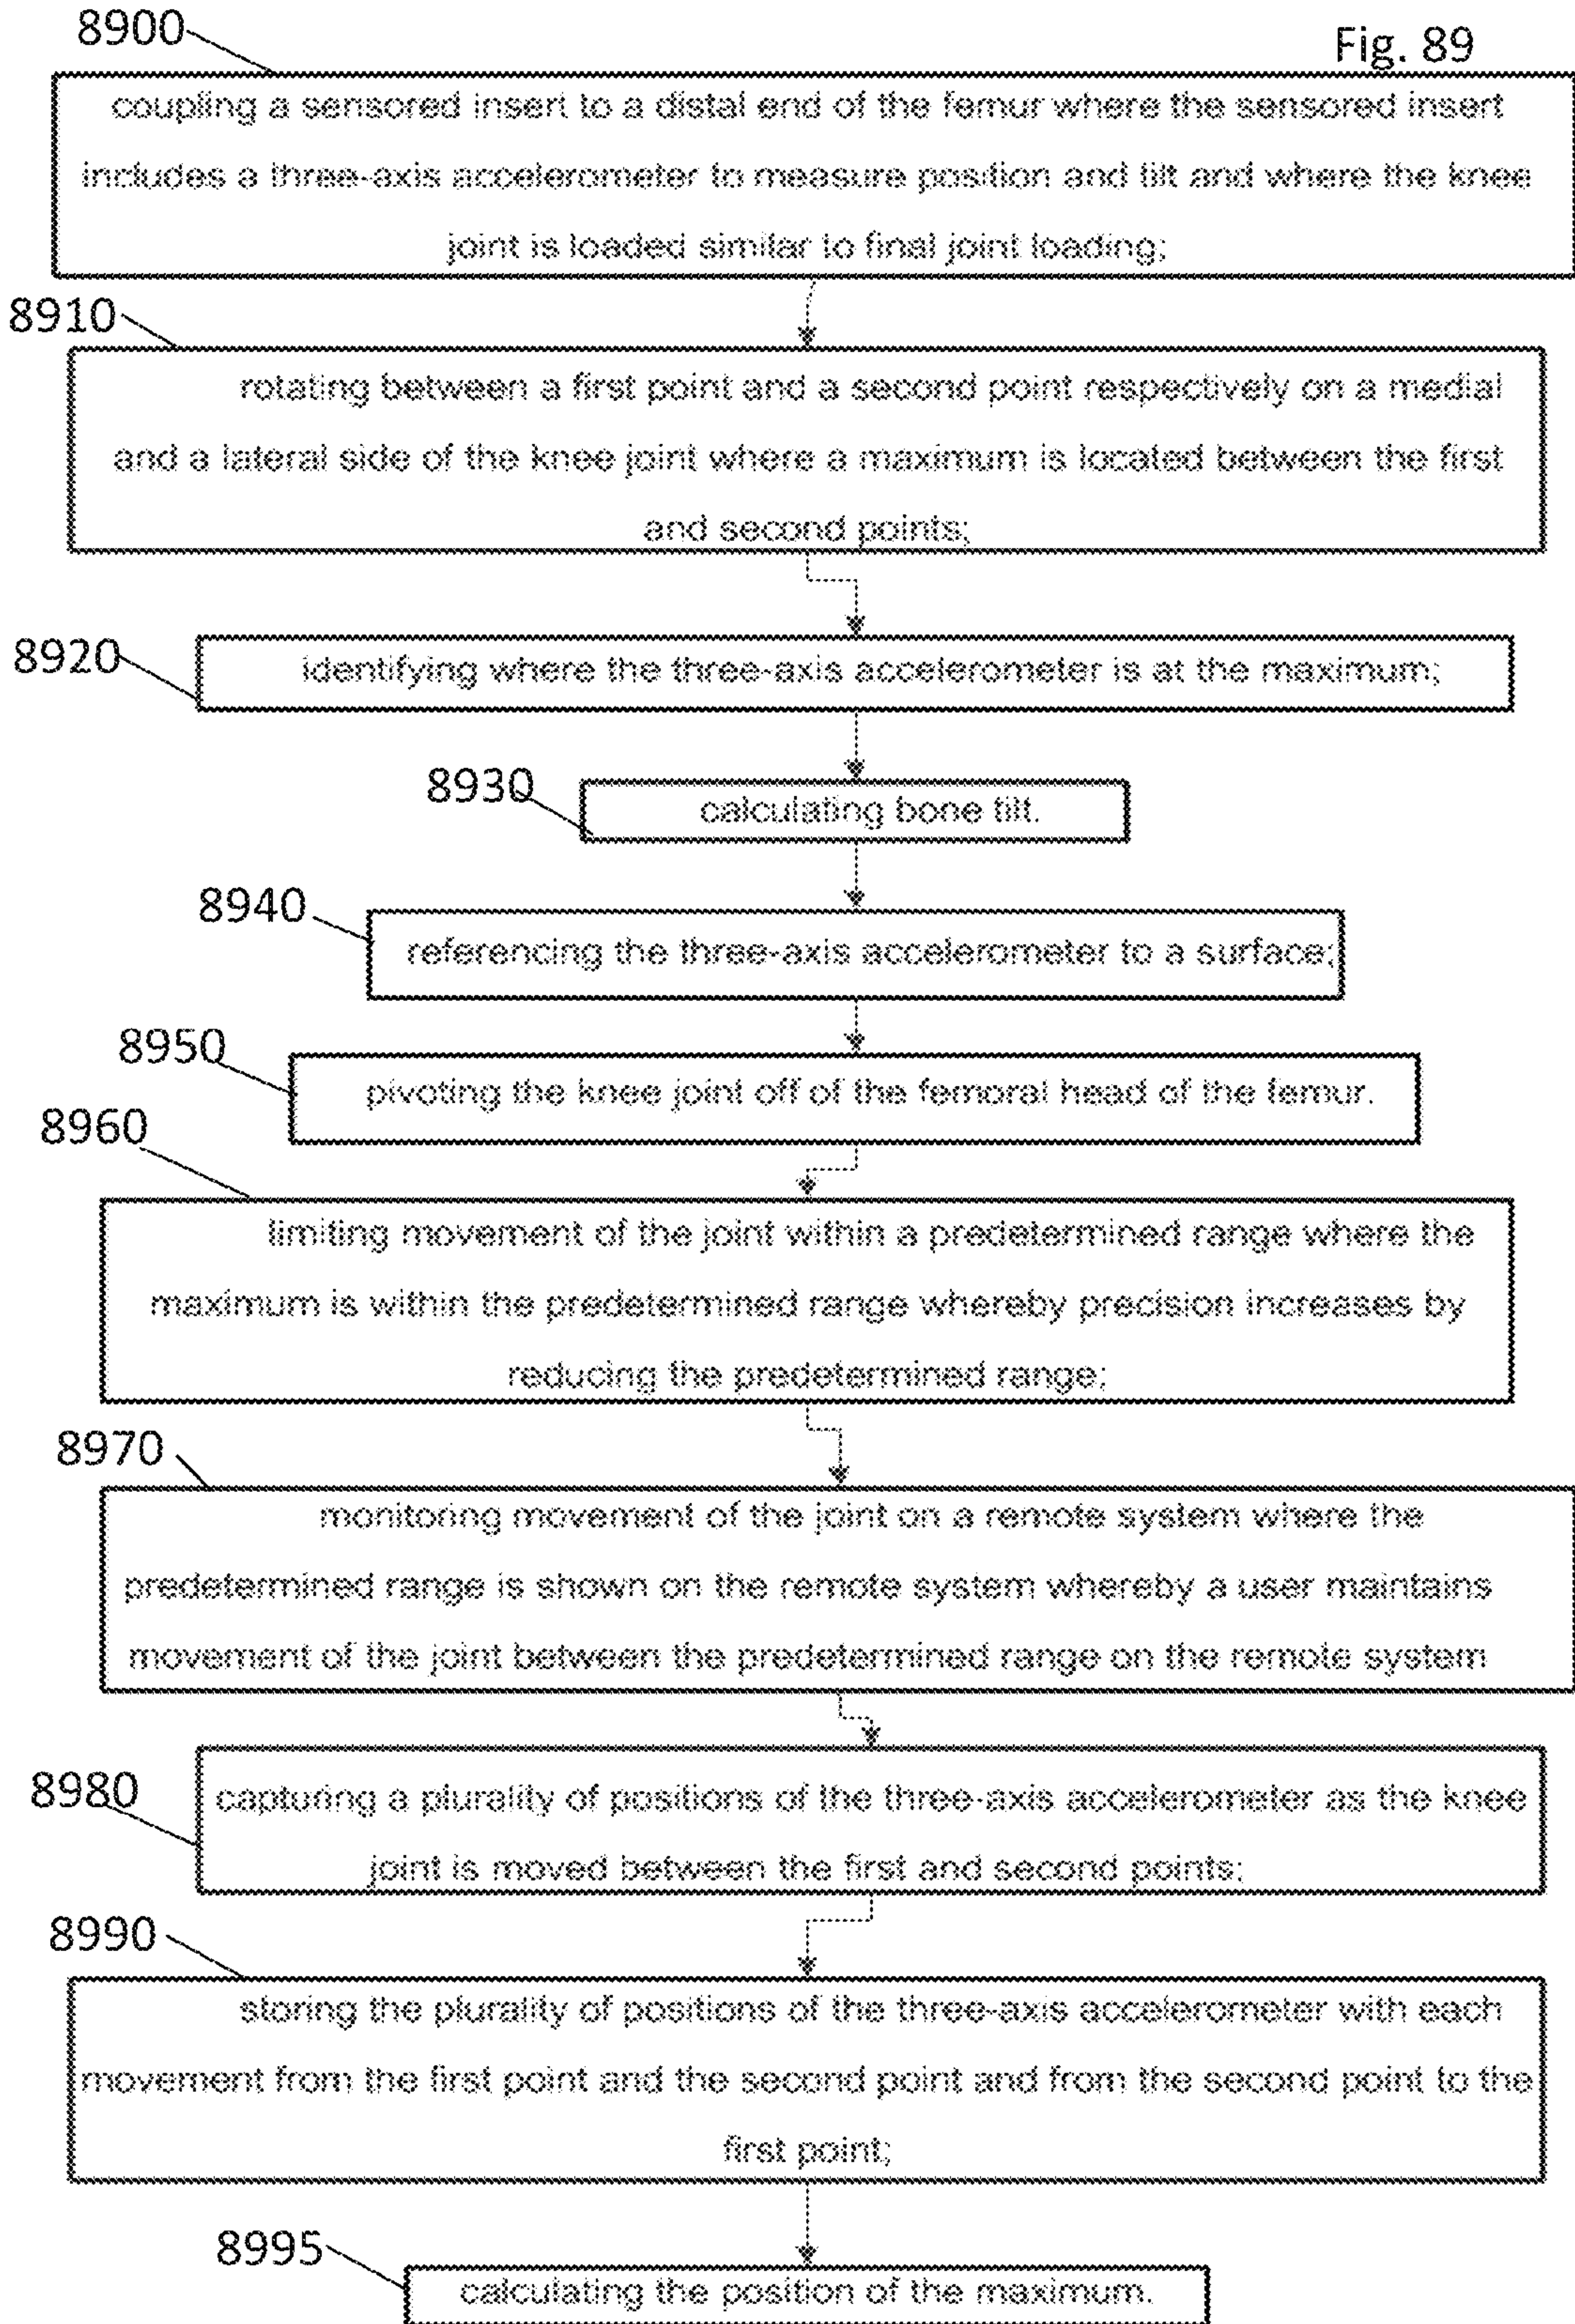 8900
Fig. 89
coupling a sensored insert to a distal end of the femur where the sensored insert
includes a three-axis accelerometer to measure position and tilt and where the knee
joint is loaded similar to final joint loading;
8910
rotating between a first point and a second point respectively on a medial
and a lateral side of the knee joint where a maximum is located between the first
and second points;
8920
identifying where the three-axis accelerometer is at the maximum;
8930
calculating bone tilt.
8940
referencing the three-axis accelerometer to a surface;
8950
pivoting the knee joint off of the femoral head of the femur.
8960
limiting movement of the joint within a predetermined range where the
maximum is within the predetermined range whereby precision increases by
reducing the predetermined range;
8970
monitoring movement of the joint on a remote system where the
predetermined range is shown on the remote system whereby a user maintains
movement of the joint between the predetermined range on the remote system
8980
capturing a plurality of positions of the three-axis accelerometer as the knee
joint is moved between the first and second points;
8990
storing the plurality of positions of the three-axis accelerometer with each
movement from the first point and the second point and from the second point to the
first point;
8995
calculating the position of the maximum.